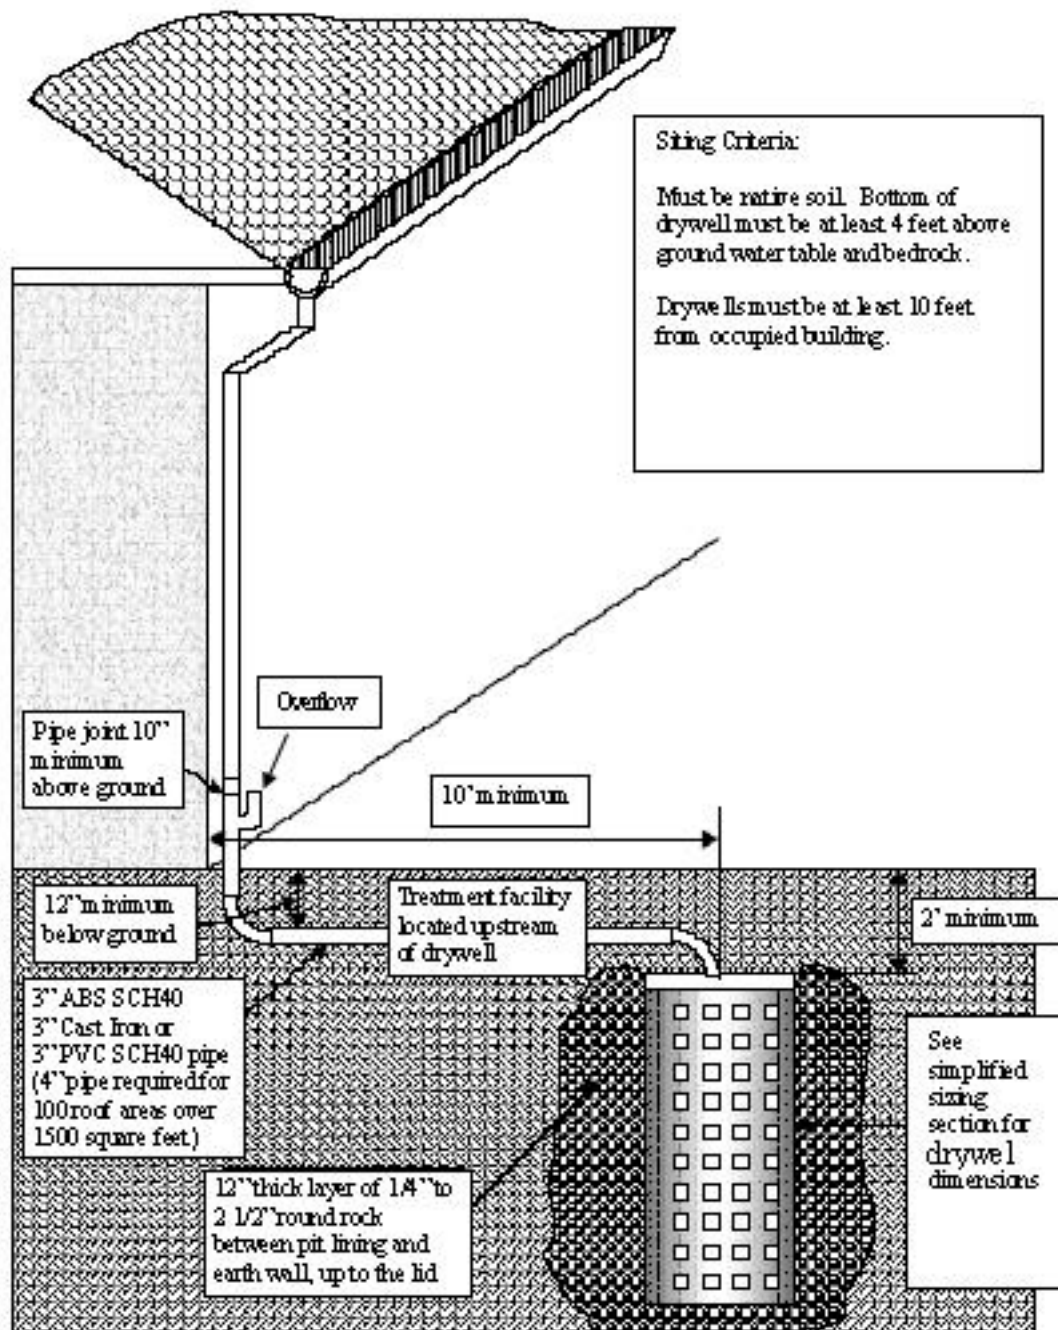 Siting Criteria:
Must be native soil. Bottom of
drywell must be at least 4 feet above
ground water table and bedrock.
Drywells must be at least 10 feet
from occupied building.
Overflow
Pipe joint 10''
minimum
above ground
10' minimum
12'' minimum
below ground
Treatment facility
located upstream
of drywell
2' minimum
3'' ABS SCH40
3'' Cast Iron or
3'' PVC SCH40 pipe
(4'' pipe required for
100 roof areas over
1500 square feet)
See
simplified
sizing
section for
drywel
dimensions
12'' thick layer of 1/4'' to
2 1/2'' round rock
between pit lining and
earth wall, up to the lid